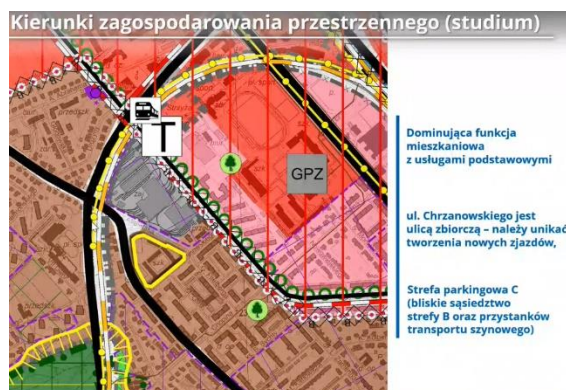 Kierunki zagospodarowania przestrzennego (studium)
T
GPZ
Dominująca funkcja
mieszkaniowa
z usługami podstawowymi
ul. Chrzanowskiego jest
ulicą zbiorczą – należy unikać
tworzenia nowych zjazdów,
Strefa parkingowa C
(bliskie sąsiedztwo
strefy B oraz przystanków
transportu szynowego)